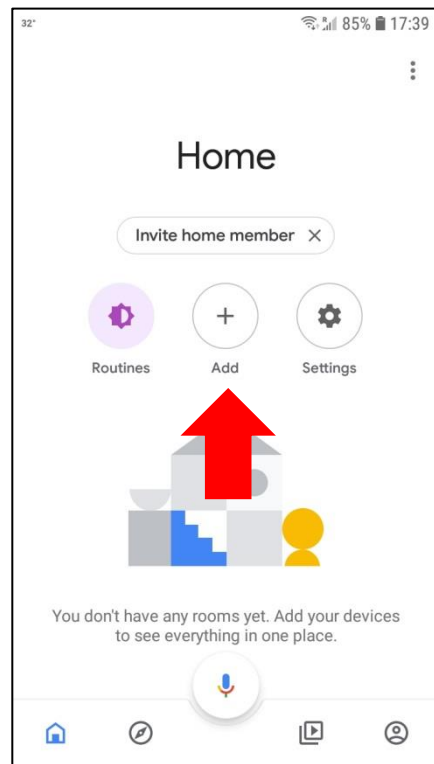 32°
85% 17:39
Home
Invite home member
Routines Add Settings
You don't have any rooms yet. Add your devices
to see everything in one place.